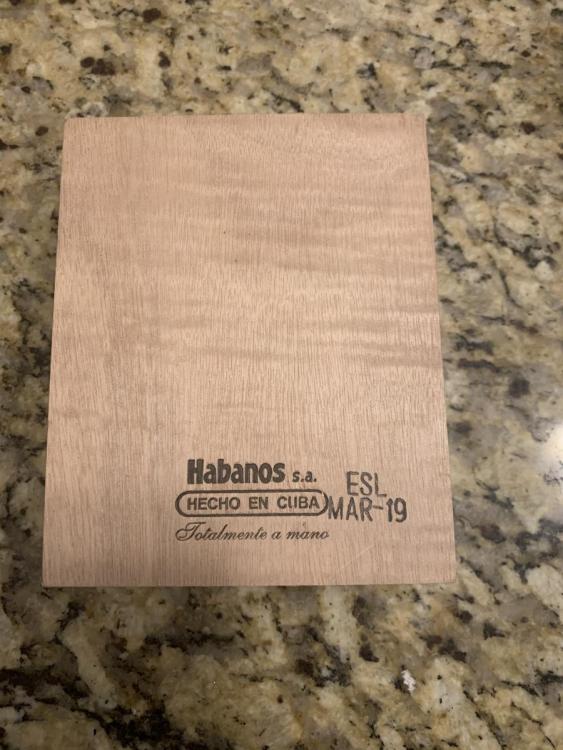 Habanos s.a.
HECHO EN CUBA
Totalmente a mano
ESL
MAR-19